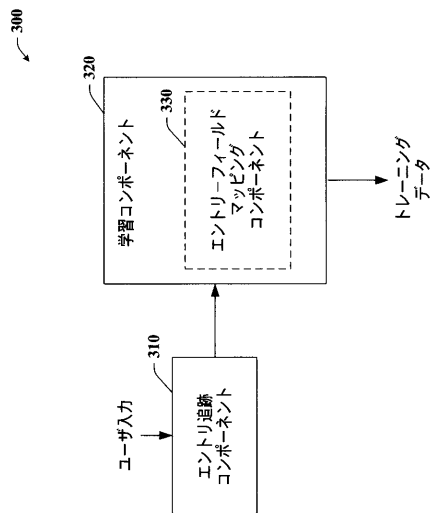 300
320
学習コンポーネント
330
エントリ－フィールド
マッピング
コンポーネント
トレーニング
データ
310
ユーザ入力
エントリ追跡
コンポーネント